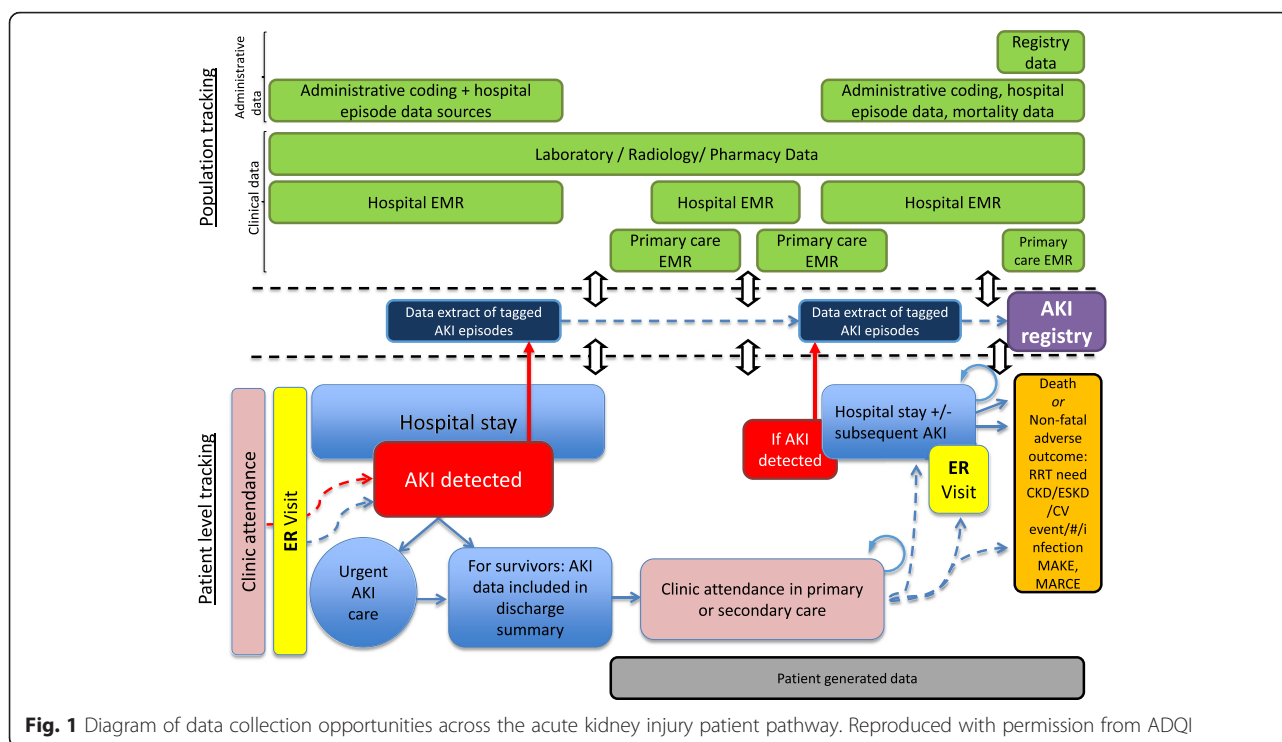 Population tracking
Administrative
data
Registry
data
Administrative coding + hospital
episode data sources
Administrative coding, hospital
episode data, mortality data
Clinical data
Laboratory / Radiology/ Pharmacy Data
Hospital EMR
Hospital EMR
Hospital EMR
Primary care
EMR
Primary care
EMR
Primary
care EMR
Data extract of tagged
AKI episodes
Data extract of tagged
AKI episodes
AKI
registry
Patient level tracking
Clinic attendance
ER Visit
Hospital stay
AKI detected
If AKI
detected
Hospital stay +/-
subsequent AKI
ER
Visit
Death
or
Non-fatal
adverse
outcome:
RRT need
CKD/ESKD
/CV
event/#/i
nfection
MAKE,
MARCE
Urgent
AKI
care
For survivors: AKI
data included in
discharge
summary
Clinic attendance in primary
or secondary care
Patient generated data
Fig. 1 Diagram of data collection opportunities across the acute kidney injury patient pathway. Reproduced with permission from ADQI